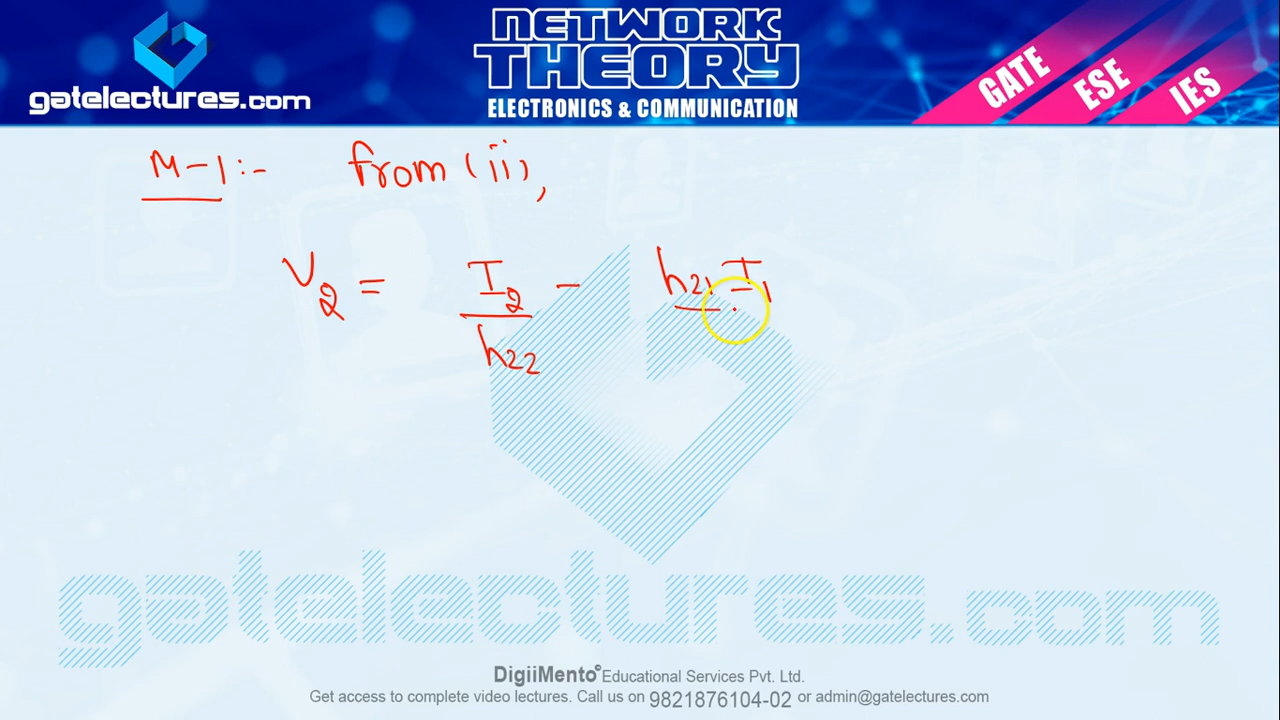 gatelectures.com
NETWORK
THEORY
ELECTRONICS & COMMUNICATION
GATE
ESE
IES
M-1:- from (ii),
V2 = I2/h22 - h21 I1
gatelectures.com
DigiiMento© Educational Services Pvt. Ltd.
Get access to complete video lectures. Call us on 9821876104-02 or admin@gatelectures.com